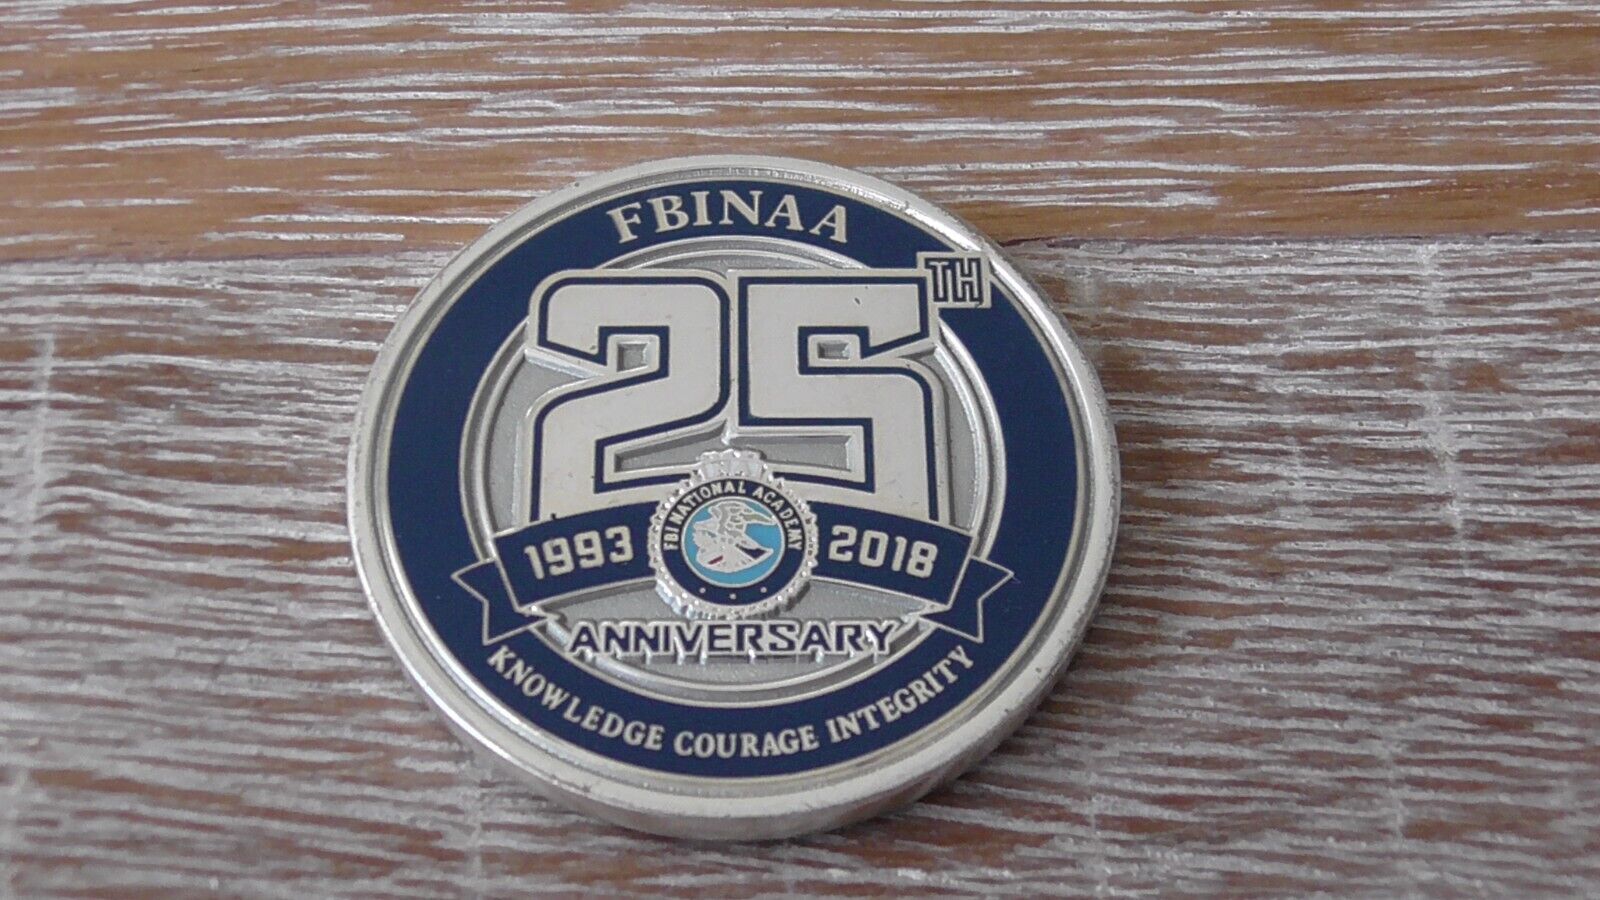 FBINAA
25TH
FBI NATIONAL ACADEMY
1993 2018
ANNIVERSARY
KNOWLEDGE COURAGE INTEGRITY